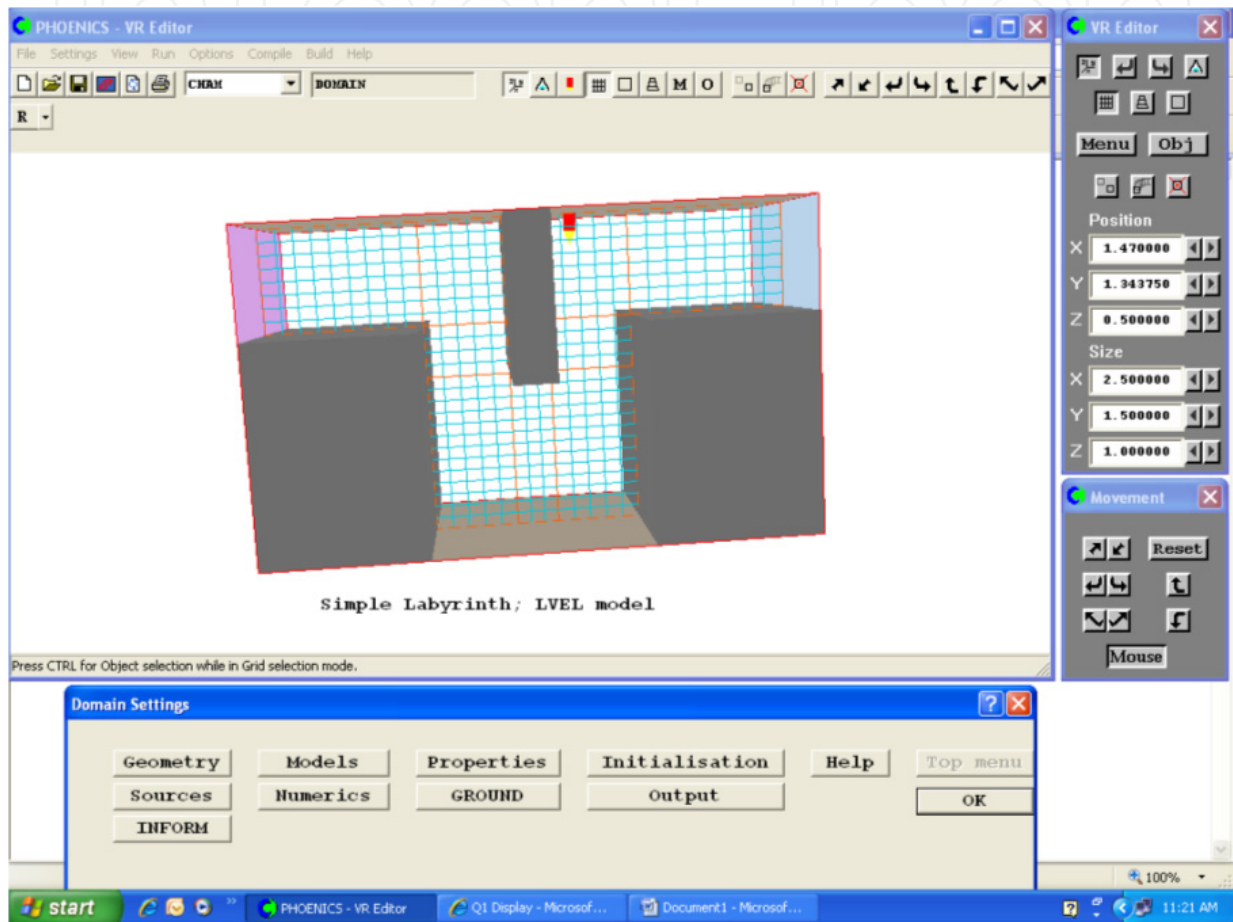 PHOENICS - VR Editor
File Settings View Run Options Compile Build Help
CHAM DOMAIN M O
R
Simple Labyrinth; LVEL model
Press CTRL for Object selection while in Grid selection mode.
VR Editor
Menu Obj
Position
X 1.470000
Y 1.343750
Z 0.500000
Size
X 2.500000
Y 1.500000
Z 1.000000
Movement
Reset
Mouse
Domain Settings
Geometry Models Properties Initialisation Help Top menu
Sources Numerics GROUND Output OK
INFORM
100%
start PHOENICS - VR Editor Q1 Display - Microsof... Document1 - Microsof... 11:21 AM